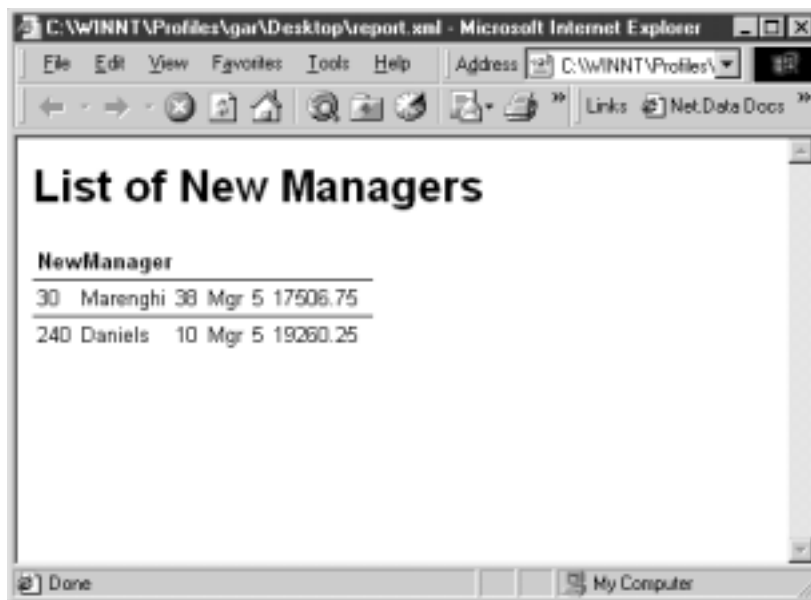 C:\WINNT\Profiles\gar\Desktop\report.xml - Microsoft Internet Explorer
File Edit View Favorites Tools Help Address C:\WINNT\Profiles\
Links Net.Data Docs
List of New Managers
NewManager
30 Marenghi 38 Mgr 5 17506.75
240 Daniels 10 Mgr 5 19260.25
Done My Computer